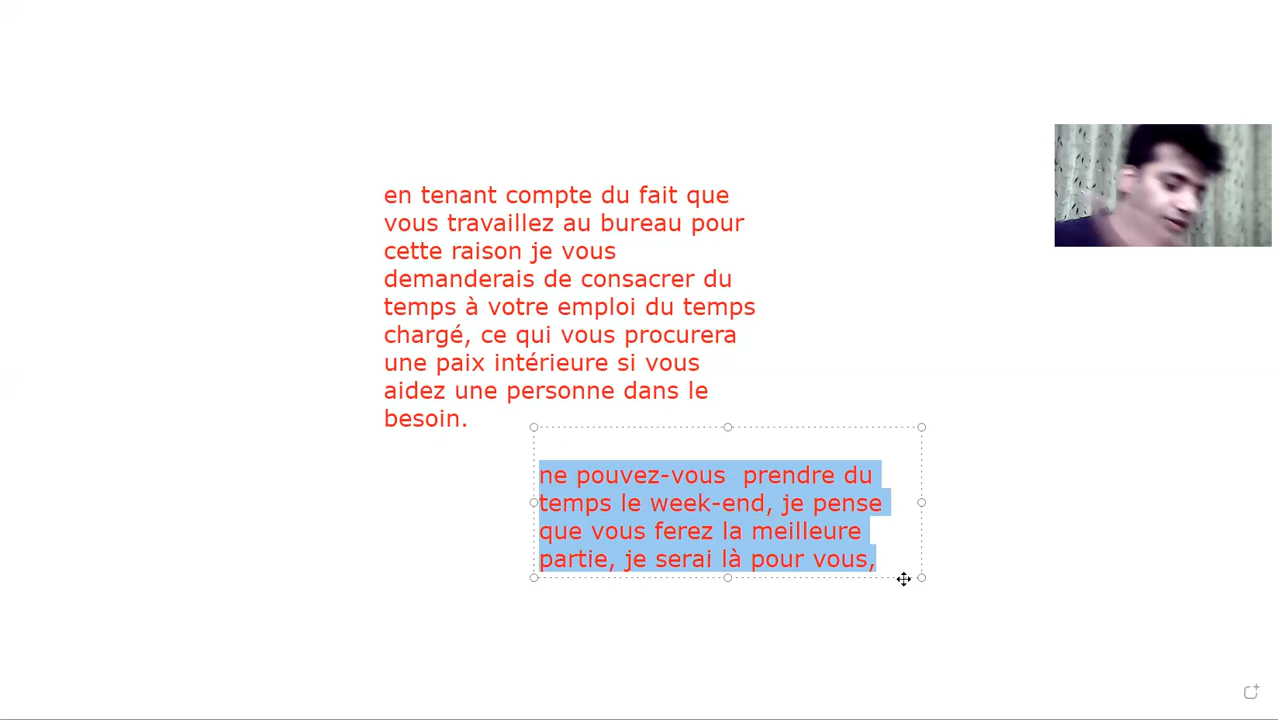 en tenant compte du fait que
vous travaillez au bureau pour
cette raison je vous
demanderais de consacrer du
temps à votre emploi du temps
chargé, ce qui vous procurera
une paix intérieure si vous
aidez une personne dans le
besoin.
ne pouvez-vous  prendre du
temps le week-end, je pense
que vous ferez la meilleure
partie, je serai là pour vous,